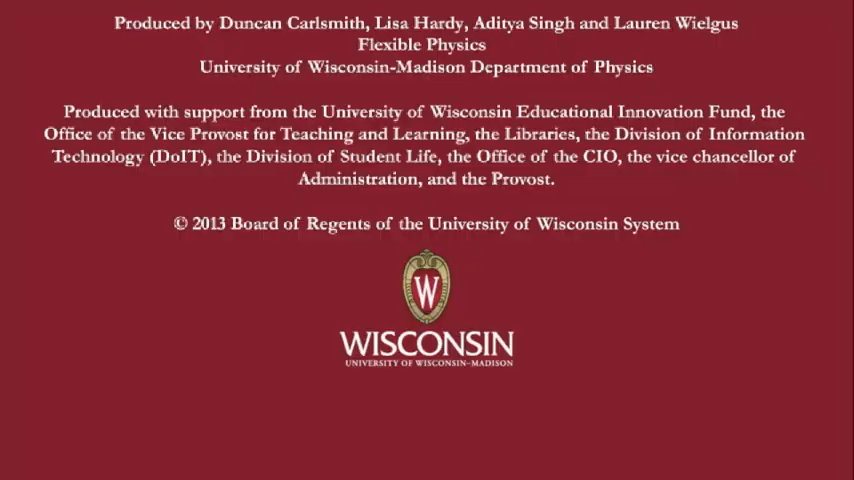 Produced by Duncan Carlsmith, Lisa Hardy, Aditya Singh and Lauren Wielgus
Flexible Physics
University of Wisconsin-Madison Department of Physics
Produced with support from the University of Wisconsin Educational Innovation Fund, the
Office of the Vice Provost for Teaching and Learning, the Libraries, the Division of Information
Technology (DoIT), the Division of Student Life, the Office of the CIO, the vice chancellor of
Administration, and the Provost.
© 2013 Board of Regents of the University of Wisconsin System
W
WISCONSIN
UNIVERSITY OF WISCONSIN–MADISON